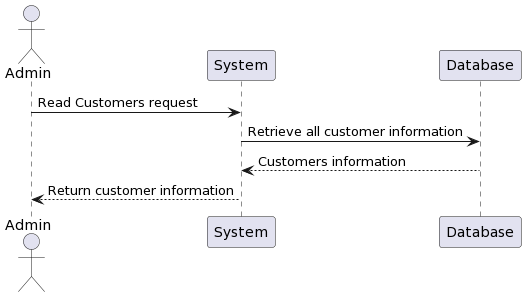 Admin
System
Database
Read Customers request
Retrieve all customer information
Customers information
Return customer information
Admin
System
Database